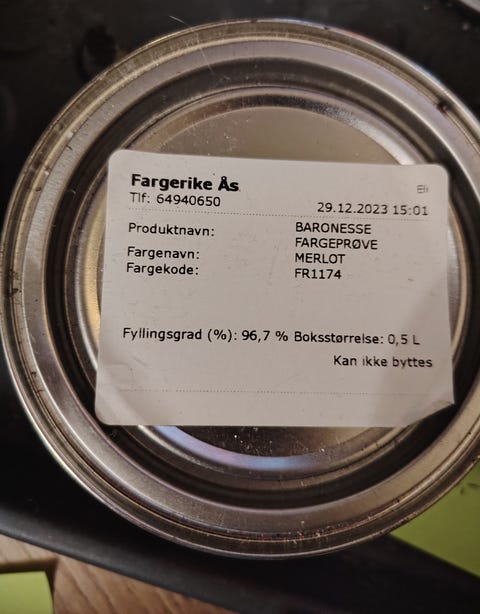 Fargerike Ås
Eli
Tlf: 64940650
29.12.2023 15:01
Produktnavn: BARONESSE
FARGEPRØVE
Fargenavn: MERLOT
Fargekode: FR1174
Fyllingsgrad (%): 96,7 % Boksstørrelse: 0,5 L
Kan ikke byttes